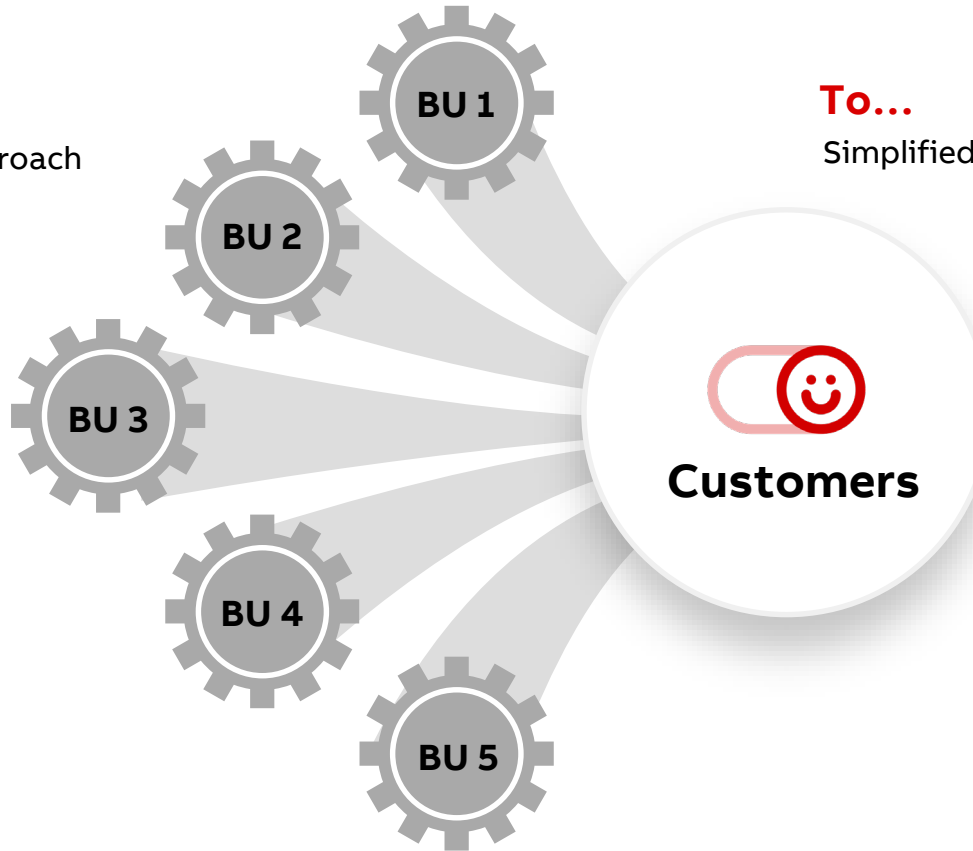 BU 1
To...
roach
Simplified
BU 2
BU 3
Customers
BU 4
BU 5